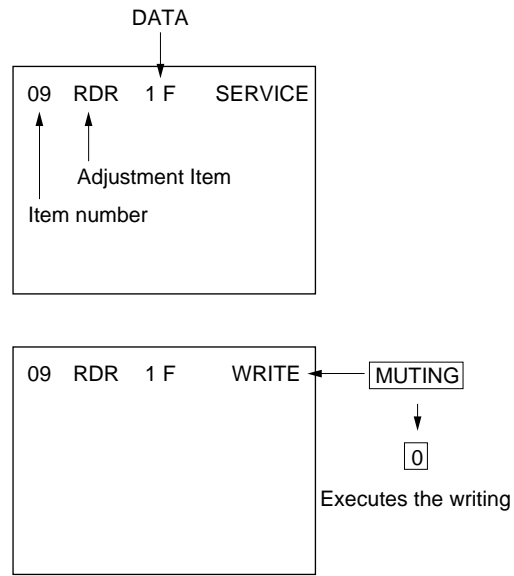 DATA
09 RDR 1 F SERVICE
Adjustment Item
Item number
09 RDR 1 F WRITE
MUTING
0
Executes the writing